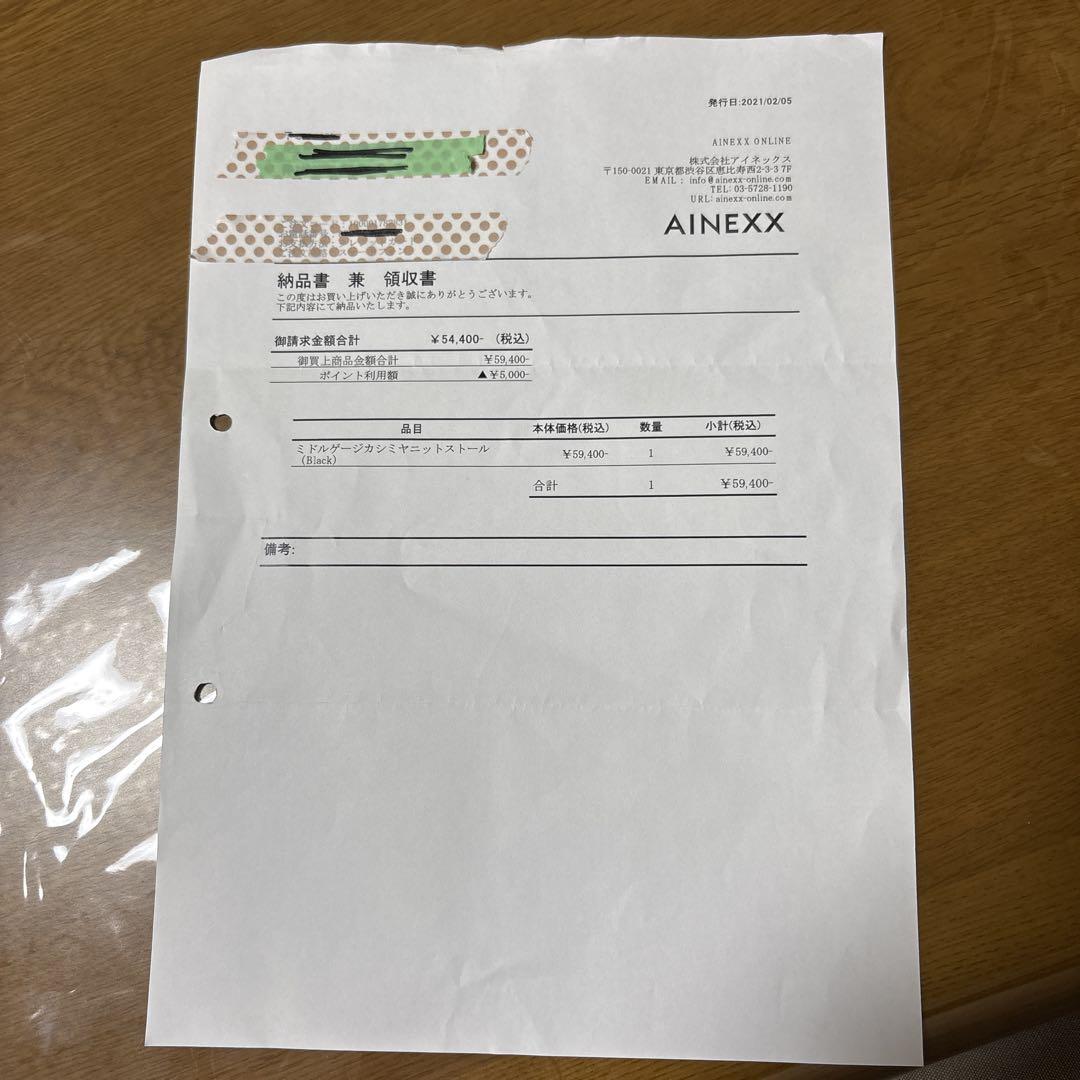 発行日:2021/02/05
AINEXX ONLINE
株式会社アイネックス
〒150-0021 東京都渋谷区恵比寿西2-3-3 7F
EMAIL: info@ainexx-online.com
TEL: 03-5728-1190
URL: ainexx-online.com
AINEXX
納品書 兼 領収書
この度はお買い上げいただき誠にありがとうございます。
下記内容にて納品いたします。
御請求金額合計 ￥54,400- (税込)
御買上商品金額合計 ￥59,400-
ポイント利用額 ▲￥5,000-
品目 本体価格(税込) 数量 小計(税込)
ミドルゲージカシミヤニットストール
(Black) ￥59,400- 1 ￥59,400-
合計 1 ￥59,400-
備考: